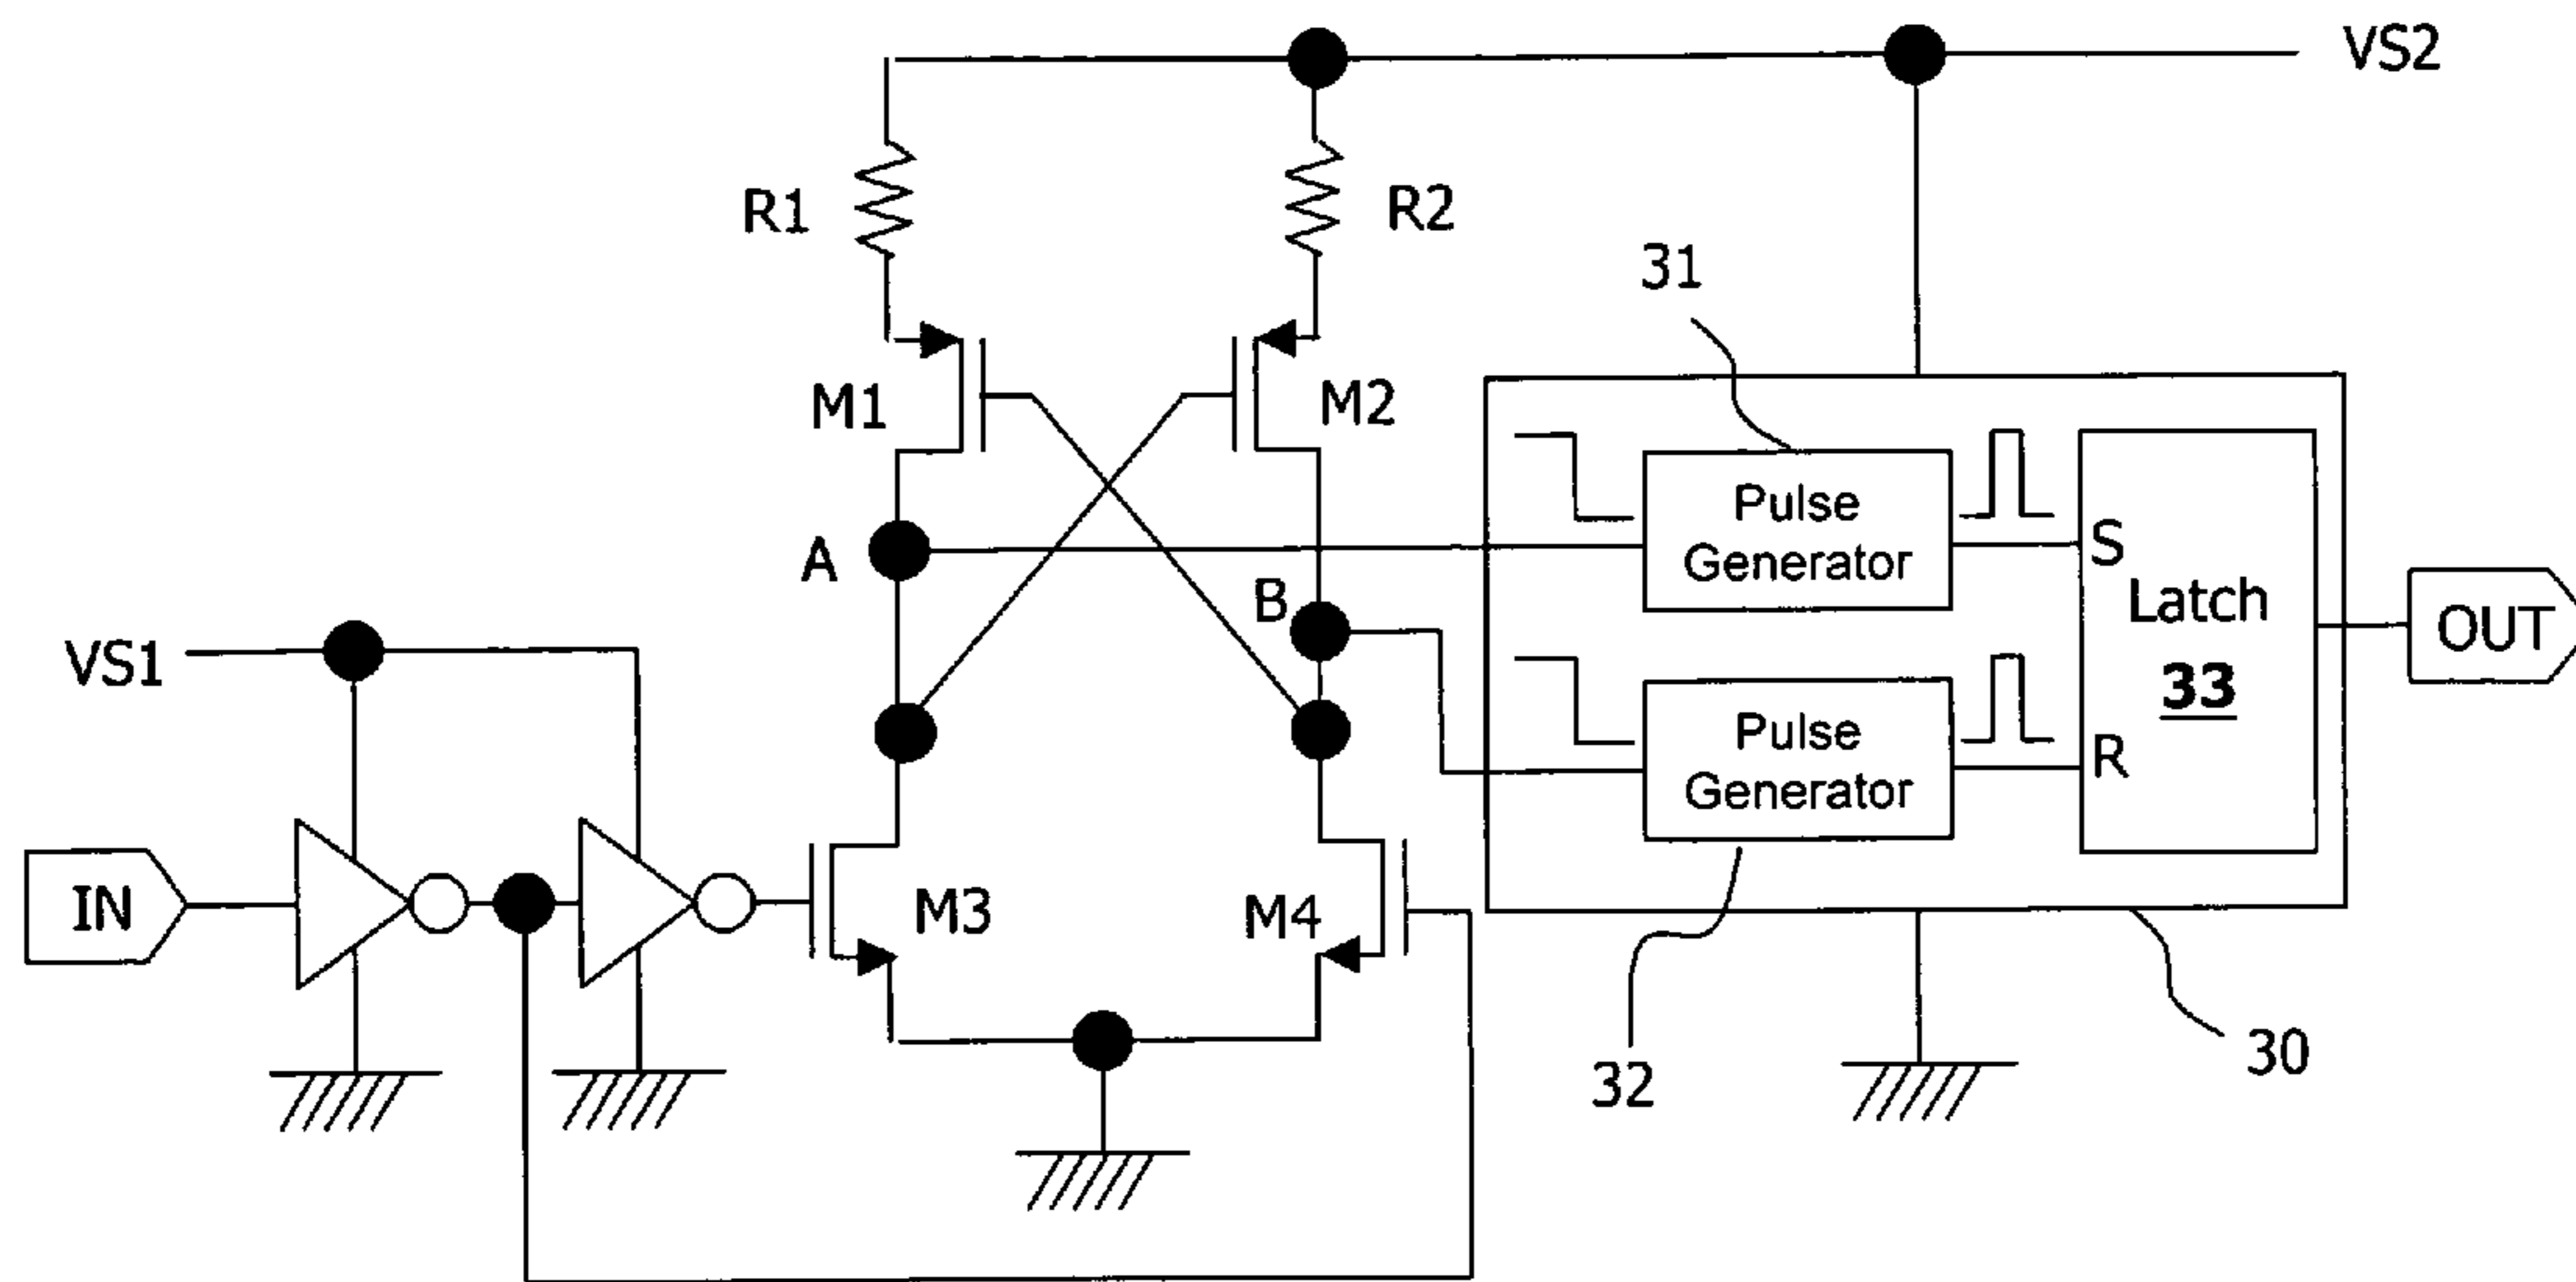 VS2
R1
R2
31
M1
M2
Pulse
Generator
S
A
B
Latch
33
OUT
VS1
Pulse
Generator
R
IN
M3
M4
32
30